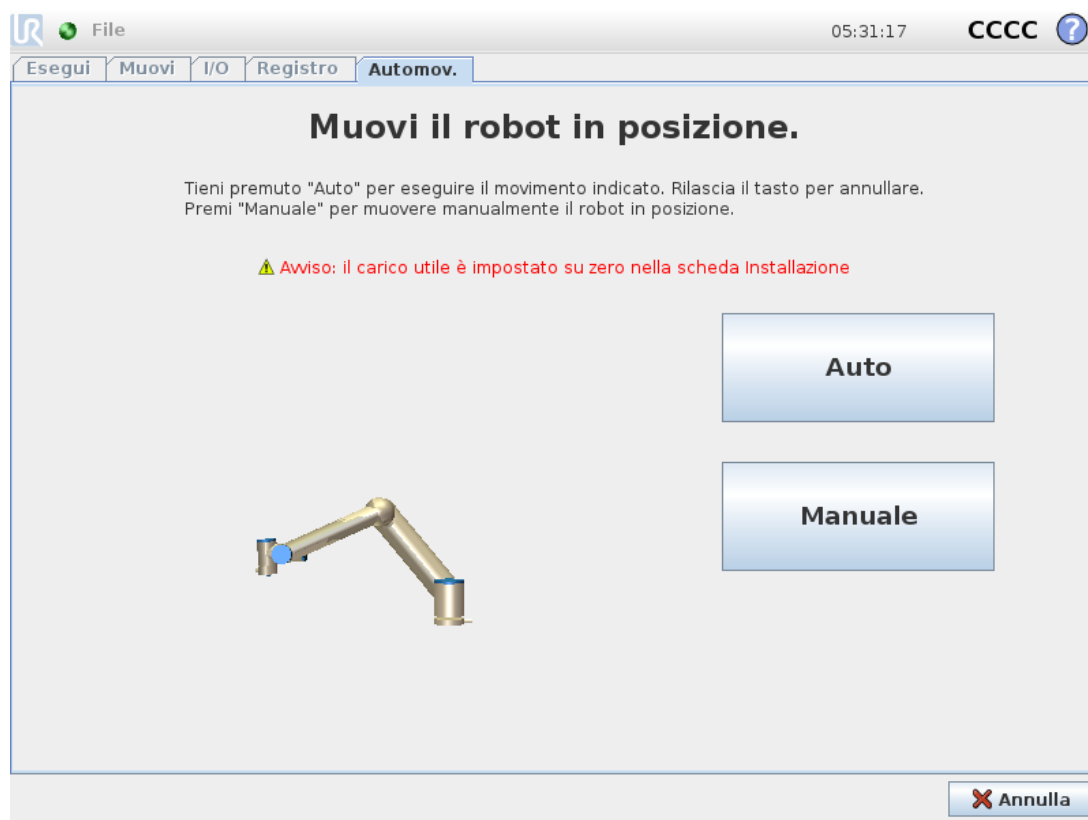 UR File 05:31:17 CCCC ?
Esegui Muovi I/O Registro Automov.
Muovi il robot in posizione.
Tieni premuto "Auto" per eseguire il movimento indicato. Rilascia il tasto per annullare.
Premi "Manuale" per muovere manualmente il robot in posizione.
Avviso: il carico utile è impostato su zero nella scheda Installazione
Auto
Manuale
Annulla